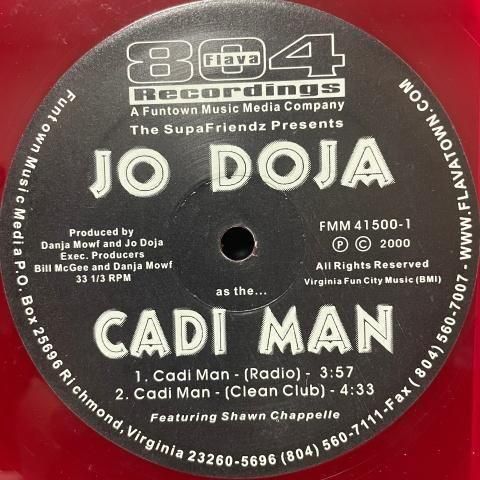 804
Flava
Recordings
A Funtown Music Media Company
The SupaFriendz Presents
JO DOJA
Produced by
Danja Mowf and Jo Doja
Exec. Producers
Bill McGee and Danja Mowf
33 1/3 RPM
FMM 41500-1
Ⓟ © 2000
All Rights Reserved
Virginia Fun City Music (BMI)
as the...
CADI MAN
1. Cadi Man - (Radio) - 3:57
2. Cadi Man - (Clean Club) - 4:33
Featuring Shawn Chappelle
Funtown Music Media P.O. Box 25696 Richmond, Virginia 23260-5696 (804) 560-7111-Fax (804) 560-7007 - WWW.FLAVATOWN.COM